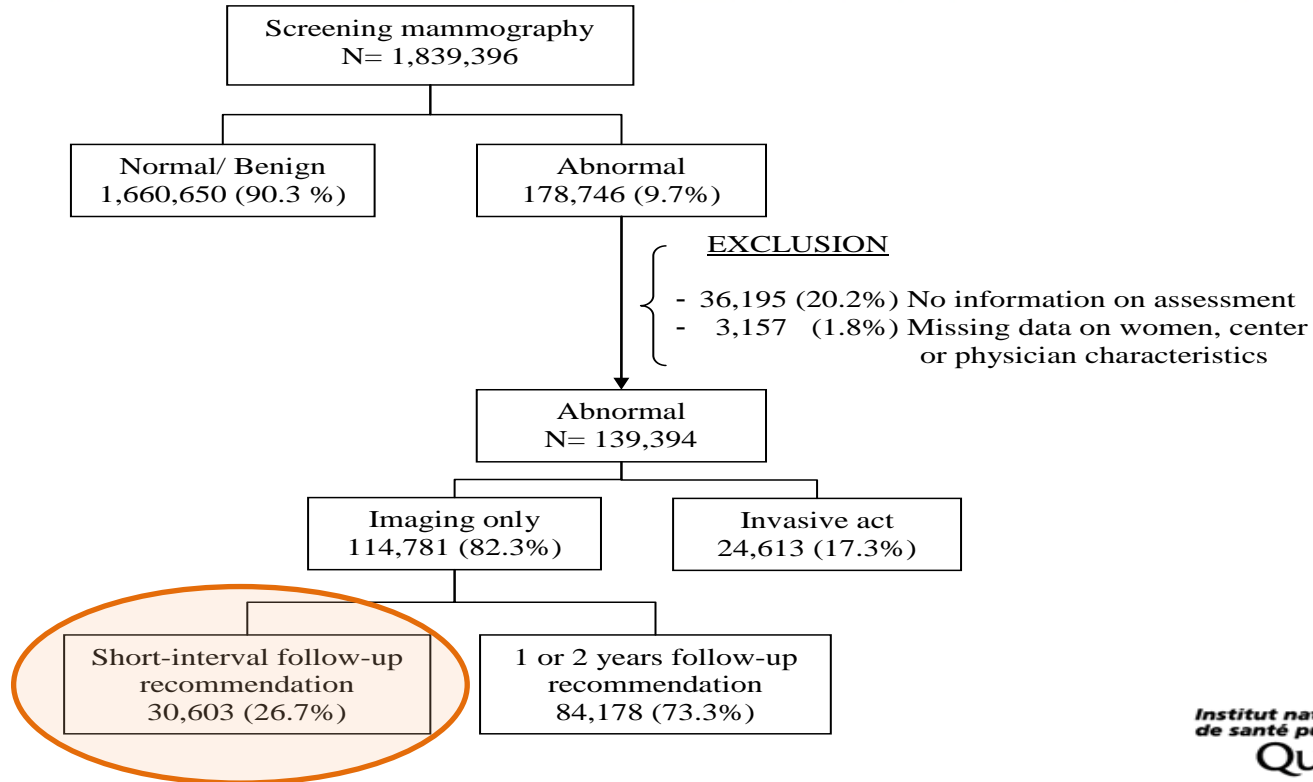 Screening mammography
N= 1,839,396
Normal/ Benign
1,660,650 (90.3 %)
Abnormal
178,746 (9.7%)
EXCLUSION
- 36,195 (20.2%) No information on assessment
- 3,157 (1.8%) Missing data on women, center
or physician characteristics
Abnormal
N= 139,394
Imaging only
114,781 (82.3%)
Invasive act
24,613 (17.3%)
Short-interval follow-up
recommendation
30,603 (26.7%)
1 or 2 years follow-up
recommendation
84,178 (73.3%)
Institut
de santé